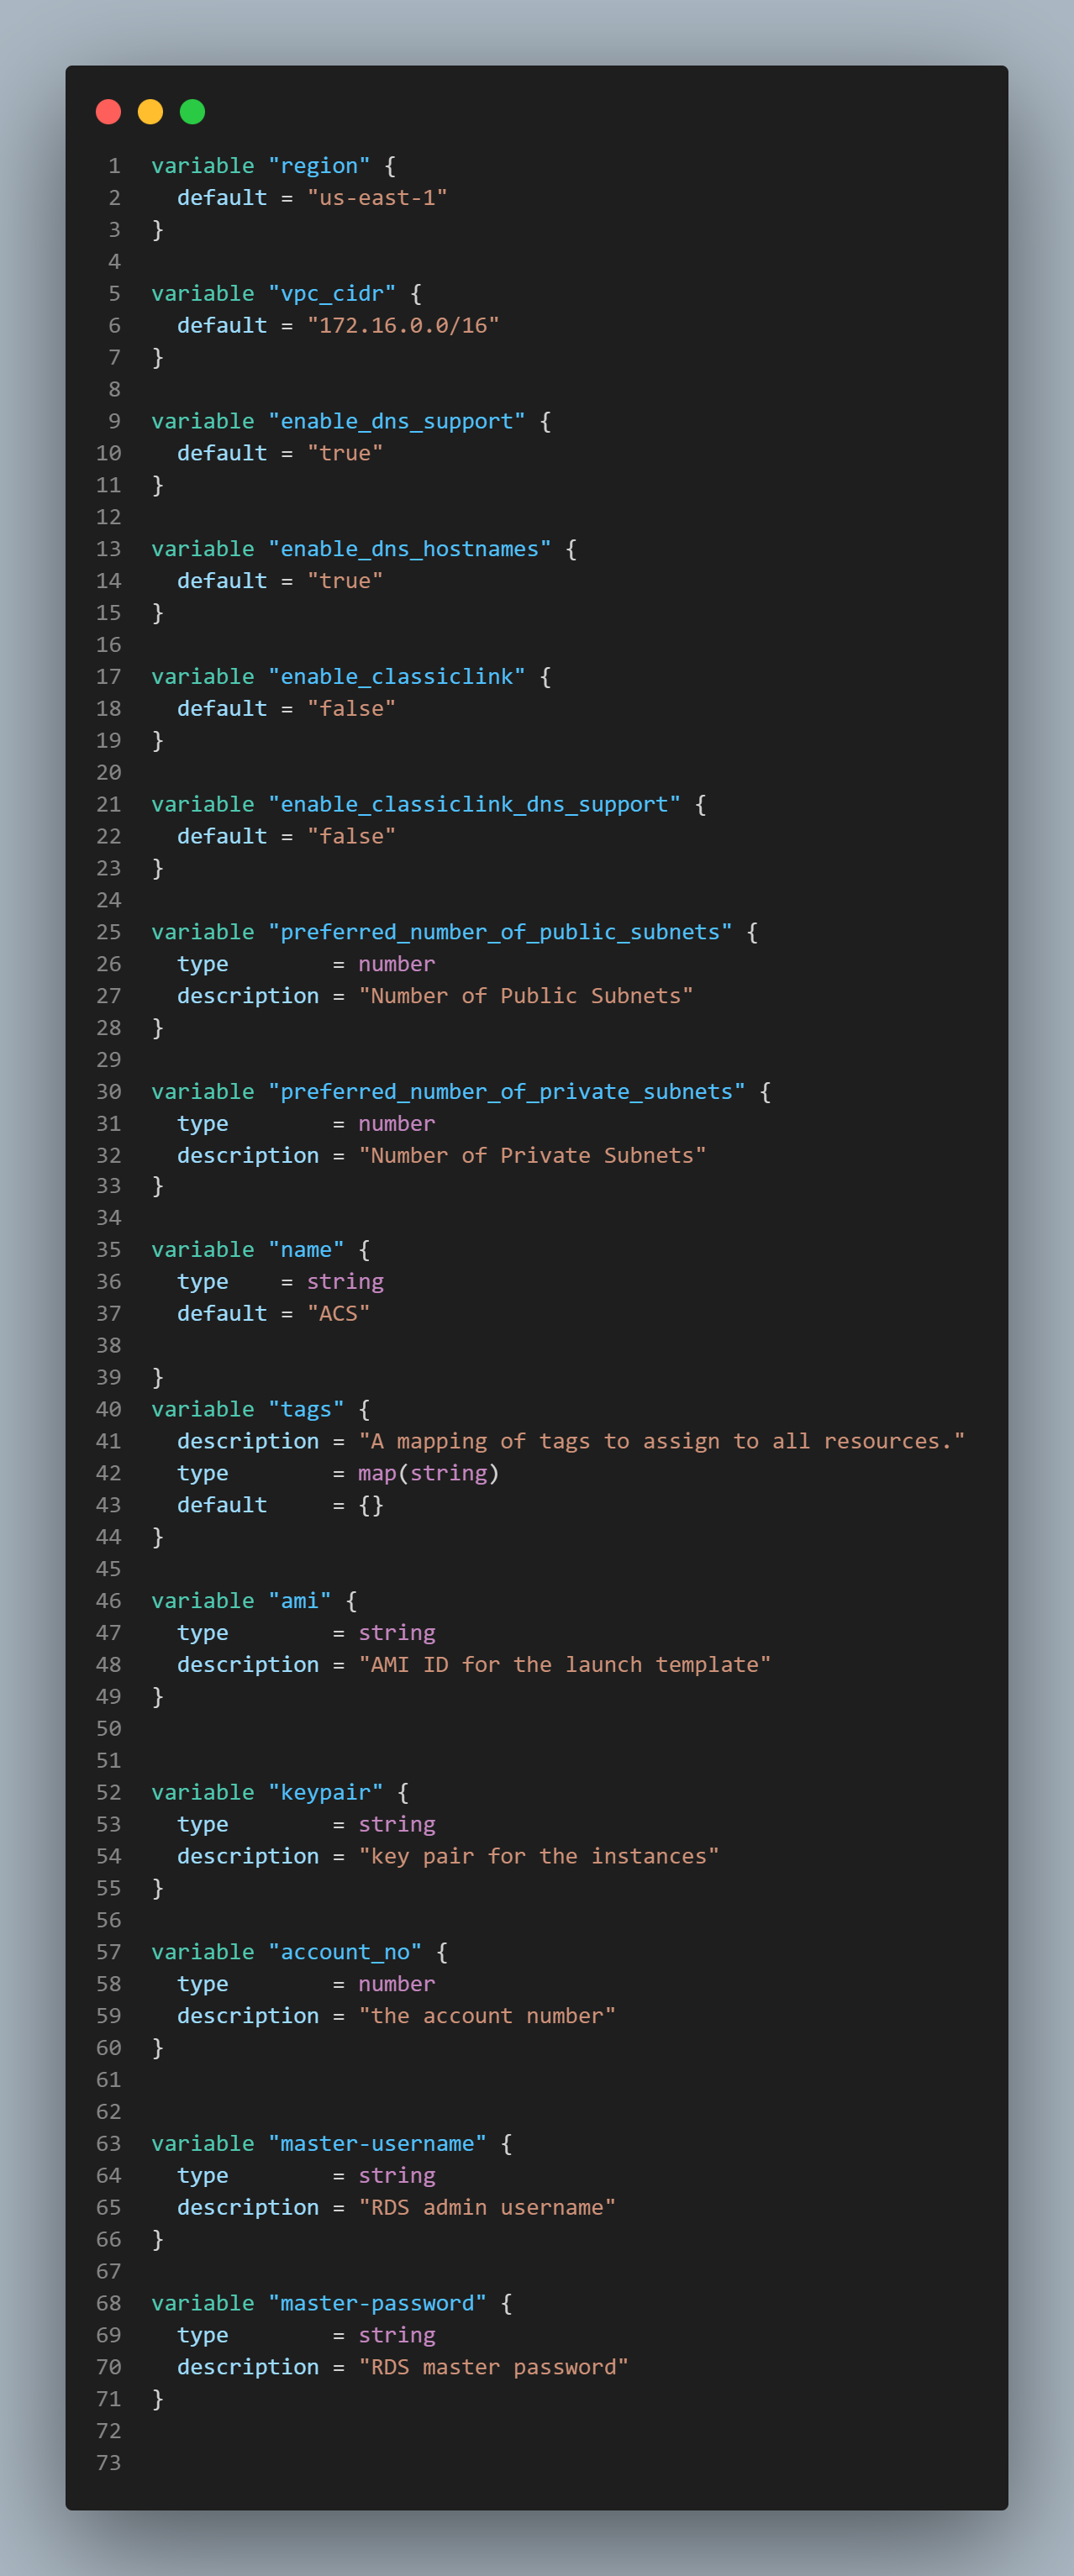 1 variable "region" {
2   default = "us-east-1"
3 }
4
5 variable "vpc_cidr" {
6   default = "172.16.0.0/16"
7 }
8
9 variable "enable_dns_support" {
10   default = "true"
11 }
12
13 variable "enable_dns_hostnames" {
14   default = "true"
15 }
16
17 variable "enable_classiclink" {
18   default = "false"
19 }
20
21 variable "enable_classiclink_dns_support" {
22   default = "false"
23 }
24
25 variable "preferred_number_of_public_subnets" {
26   type        = number
27   description = "Number of Public Subnets"
28 }
29
30 variable "preferred_number_of_private_subnets" {
31   type        = number
32   description = "Number of Private Subnets"
33 }
34
35 variable "name" {
36   type    = string
37   default = "ACS"
38
39 }
40 variable "tags" {
41   description = "A mapping of tags to assign to all resources."
42   type        = map(string)
43   default     = {}
44 }
45
46 variable "ami" {
47   type        = string
48   description = "AMI ID for the launch template"
49 }
50
51
52 variable "keypair" {
53   type        = string
54   description = "key pair for the instances"
55 }
56
57 variable "account_no" {
58   type        = number
59   description = "the account number"
60 }
61
62
63 variable "master-username" {
64   type        = string
65   description = "RDS admin username"
66 }
67
68 variable "master-password" {
69   type        = string
70   description = "RDS master password"
71 }
72
73